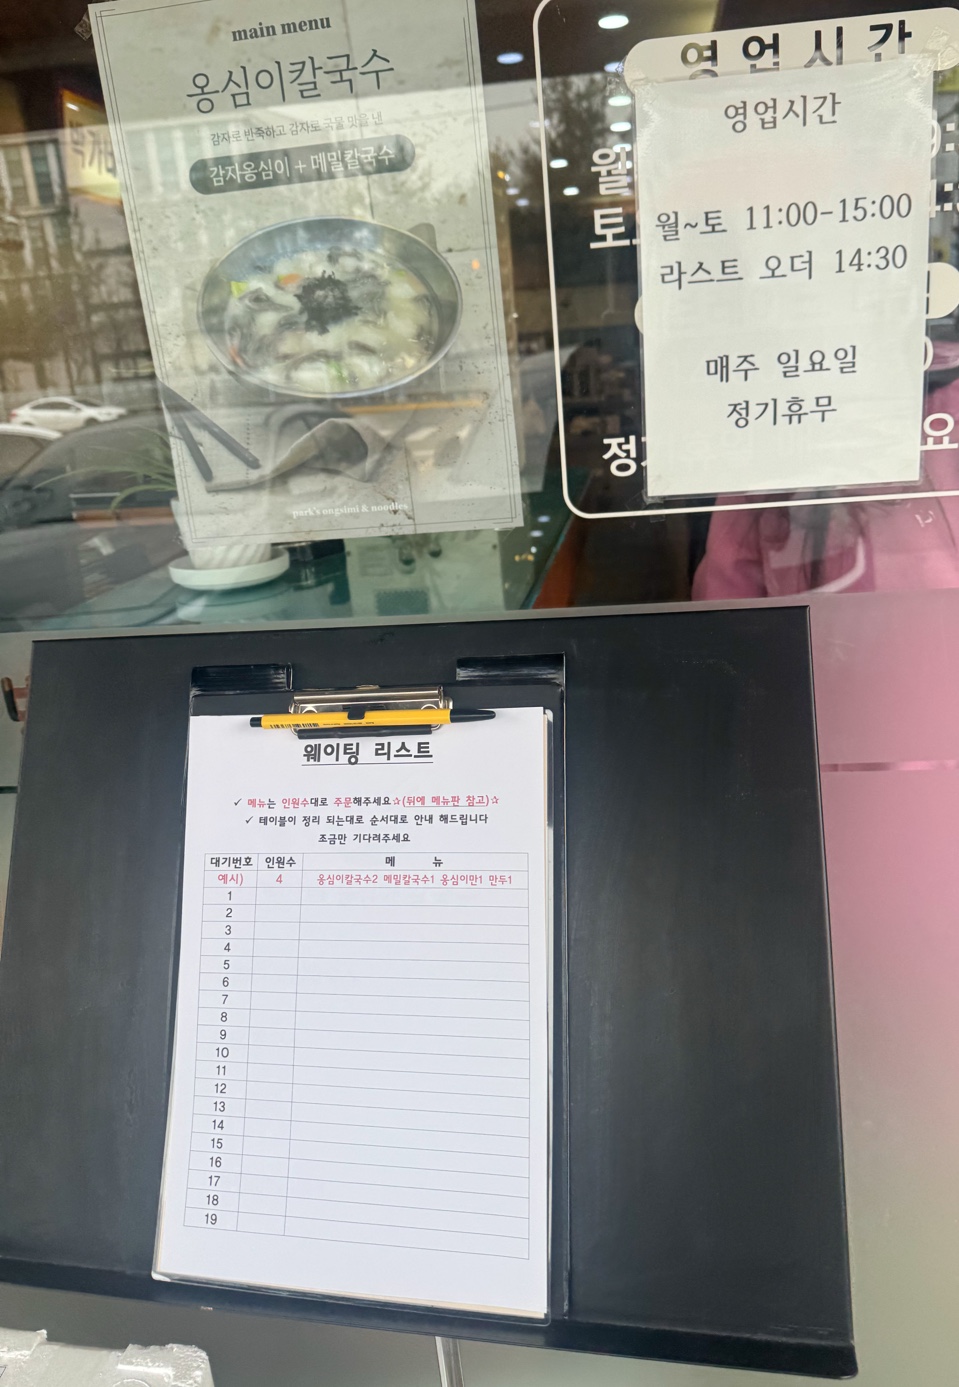 main menu
옹심이칼국수
감자로 반죽하고 감자로 국물 맛을 낸
감자옹심이 + 메밀칼국수
park's ongsimi & noodles
영업시간
영업시간
월~토 11:00-15:00
라스트 오더 14:30
매주 일요일
정기휴무
월
토
정
요
웨이팅 리스트
✓ 메뉴는 인원수대로 주문해주세요☆(뒤에 메뉴판 참고)☆
✓ 테이블이 정리 되는대로 순서대로 안내 해드립니다
조금만 기다려주세요
대기번호 인원수 메 뉴
예시) 4 옹심이칼국수2 메밀칼국수1 옹심이만1 만두1
1
2
3
4
5
6
7
8
9
10
11
12
13
14
15
16
17
18
19